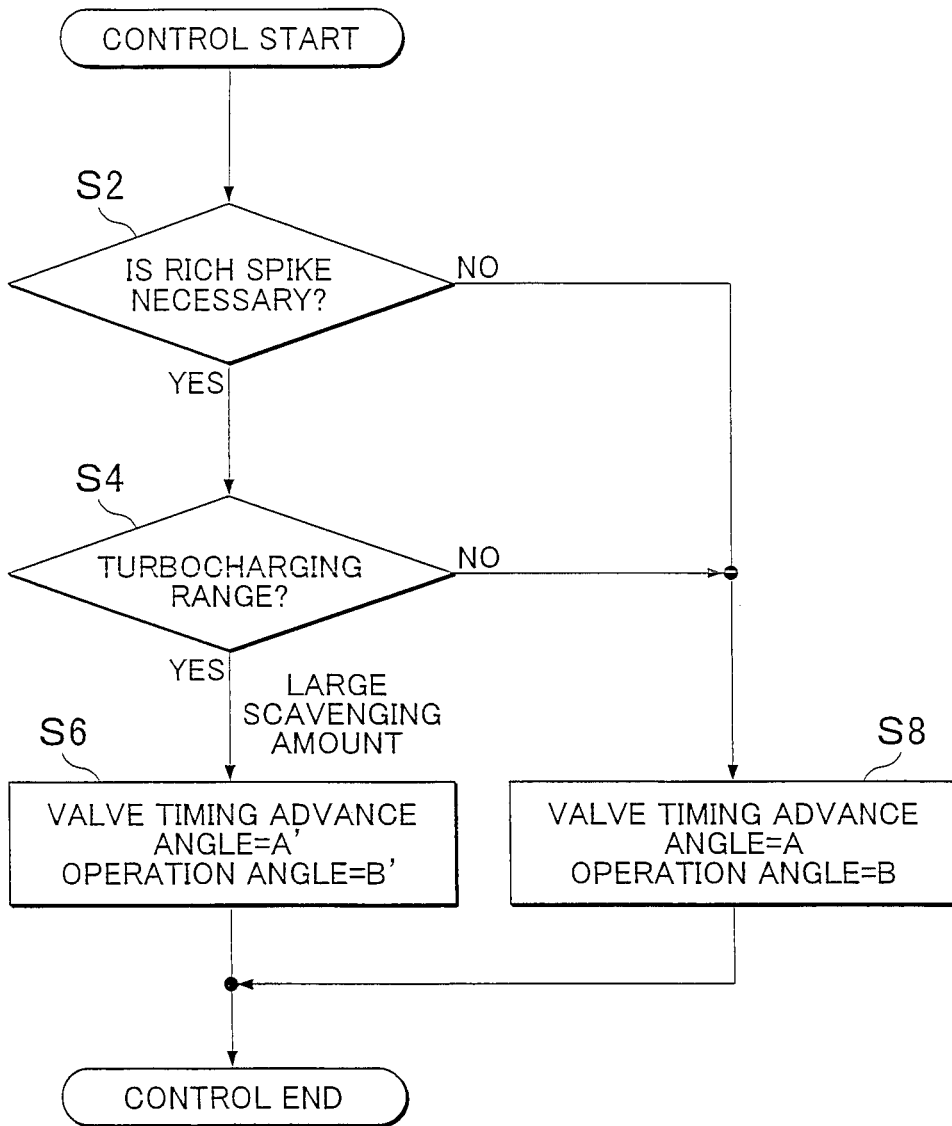 CONTROL START
S2
IS RICH SPIKE
NECESSARY?
NO
YES
S4
TURBOCHARGING
RANGE?
NO
YES
LARGE
SCAVENGING
AMOUNT
S6
VALVE TIMING ADVANCE
ANGLE=A'
OPERATION ANGLE=B'
S8
VALVE TIMING ADVANCE
ANGLE=A
OPERATION ANGLE=B
CONTROL END